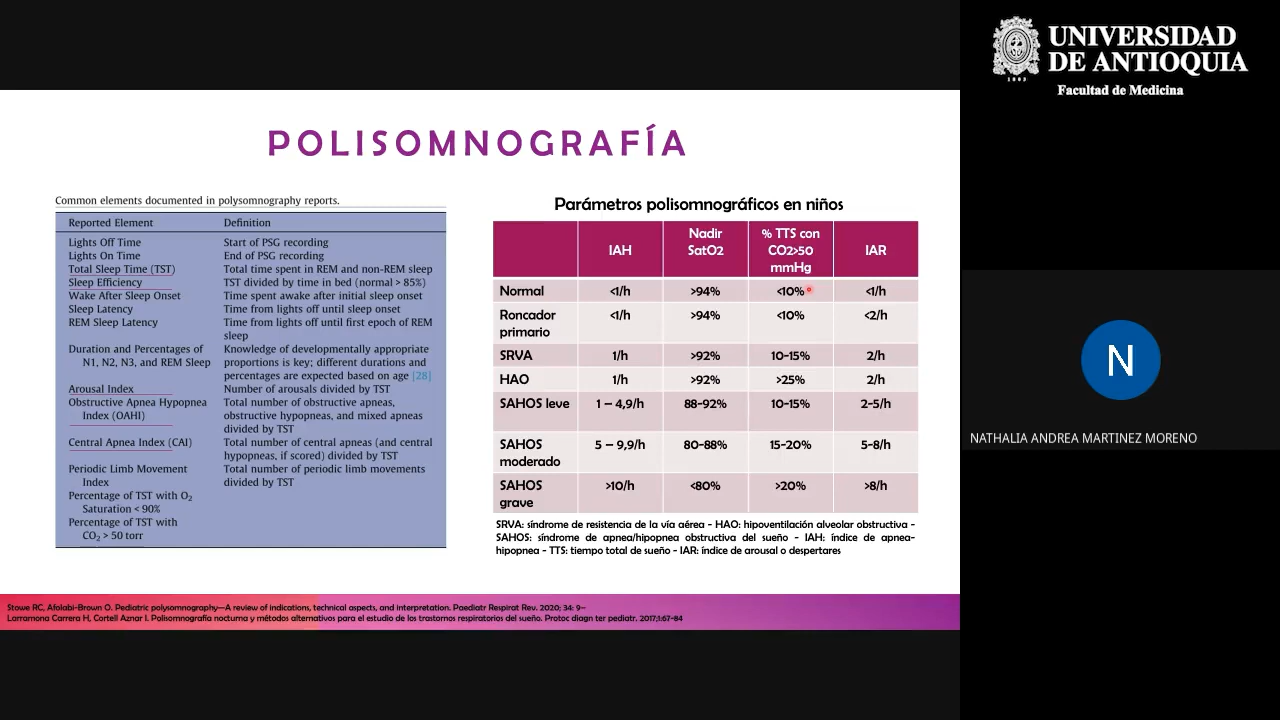 UNIVERSIDAD
DE ANTIOQUIA
1803
Facultad de Medicina
POLISOMNOGRAFÍA
Common elements documented in polysomnography reports.
Reported Element Definition
Lights Off Time Start of PSG recording
Lights On Time End of PSG recording
Total Sleep Time (TST) Total time spent in REM and non-REM sleep
Sleep Efficiency TST divided by time in bed (normal > 85%)
Wake After Sleep Onset Time spent awake after initial sleep onset
Sleep Latency Time from lights off until sleep onset
REM Sleep Latency Time from lights off until first epoch of REM
sleep
Duration and Percentages of Knowledge of developmentally appropriate
N1, N2, N3, and REM Sleep proportions is key; different durations and
percentages are expected based on age [28]
Arousal Index Number of arousals divided by TST
Obstructive Apnea Hypopnea Total number of obstructive apneas,
Index (OAHI) obstructive hypopneas, and mixed apneas
divided by TST
Central Apnea Index (CAI) Total number of central apneas (and central
hypopneas, if scored) divided by TST
Periodic Limb Movement Total number of periodic limb movements
Index divided by TST
Percentage of TST with O2
Saturation < 90%
Percentage of TST with
CO2 > 50 torr
Parámetros polisomnográficos en niños
IAH Nadir SatO2 % TTS con CO2>50 mmHg IAR
Normal <1/h >94% <10% <1/h
Roncador primario <1/h >94% <10% <2/h
SRVA 1/h >92% 10-15% 2/h
HAO 1/h >92% >25% 2/h
SAHOS leve 1 – 4,9/h 88-92% 10-15% 2-5/h
SAHOS moderado 5 – 9,9/h 80-88% 15-20% 5-8/h
SAHOS grave >10/h <80% >20% >8/h
SRVA: síndrome de resistencia de la vía aérea - HAO: hipoventilación alveolar obstructiva -
SAHOS: síndrome de apnea/hipopnea obstructiva del sueño - IAH: índice de apnea-
hipopnea - TTS: tiempo total de sueño - IAR: índice de arousal o despertares
Stowe RC, Afolabi-Brown O. Pediatric polysomnography—A review of indications, technical aspects, and interpretation. Paediatr Respirat Rev. 2020; 34: 9–
Larramona Carrera H, Cortell Aznar I. Polisomnografía nocturna y métodos alternativos para el estudio de los trastornos respiratorios del sueño. Protoc diagn ter pediatr. 2017;1:67-84
N
NATHALIA ANDREA MARTINEZ MORENO